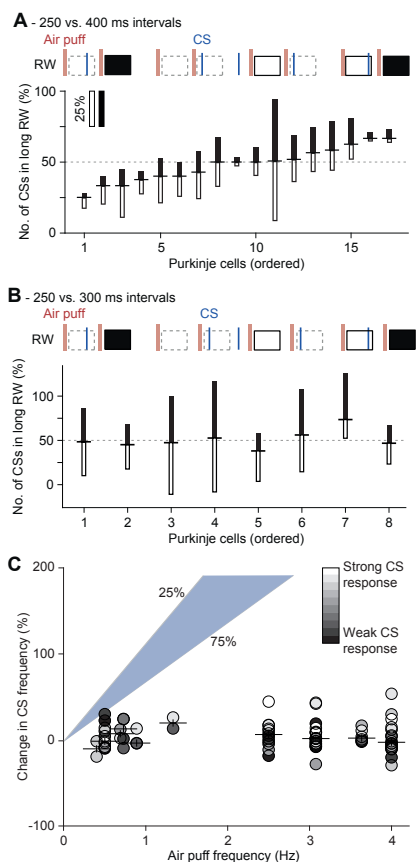 A - 250 vs. 400 ms intervals
Air puff CS
RW
25%
No. of CSs in long RW (%)
100
50
0
1 5 10 15
Purkinje cells (ordered)
B - 250 vs. 300 ms intervals
Air puff CS
RW
No. of CSs in long RW (%)
100
50
0
1 2 3 4 5 6 7 8
Purkinje cells (ordered)
C
200
100
0
-100
Change in CS frequency (%)
25%
75%
Strong CS
response
Weak CS
response
0 1 2 3 4
Air puff frequency (Hz)